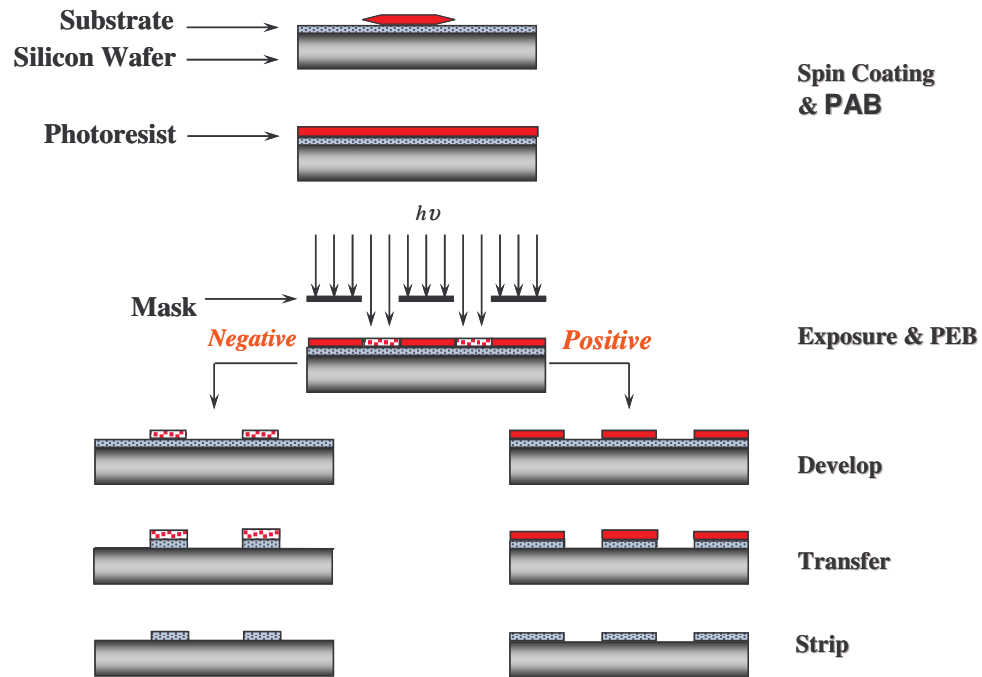 Substrate
Silicon Wafer
Spin Coating
& PAB
Photoresist
hυ
Mask
Negative
Positive
Exposure & PEB
Develop
Transfer
Strip